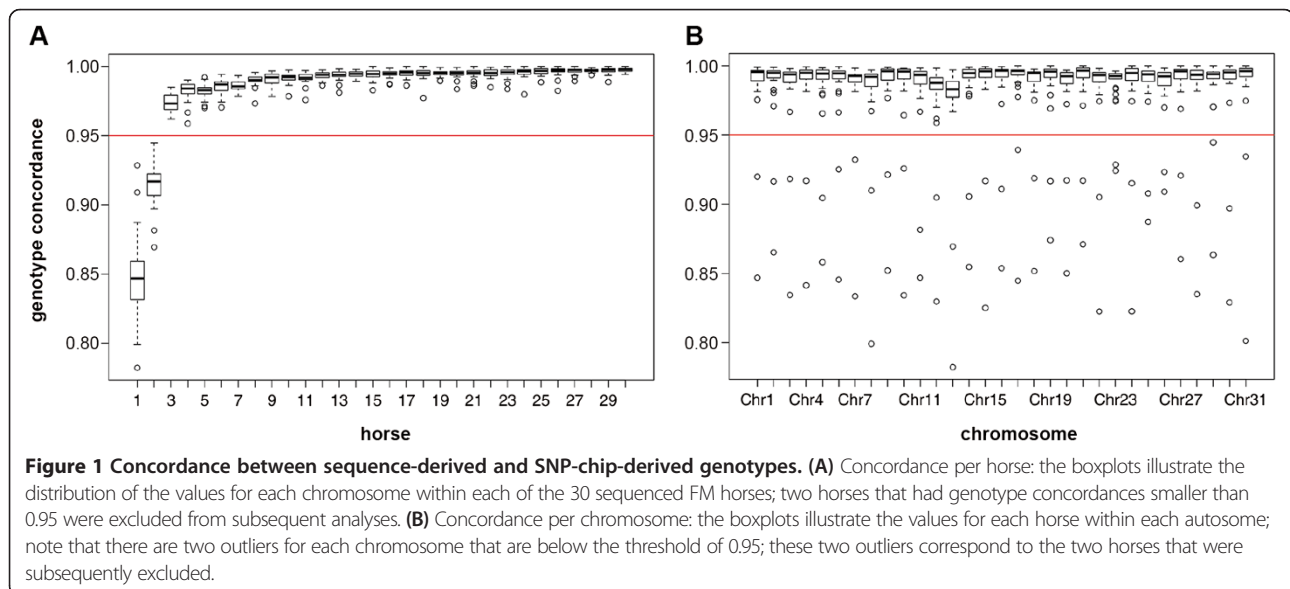 A
B
genotype concordance
1.00
0.95
0.90
0.85
0.80
1 3 5 7 9 11 13 15 17 19 21 23 25 27 29
horse
1.00
0.95
0.90
0.85
0.80
Chr1 Chr4 Chr7 Chr11 Chr15 Chr19 Chr23 Chr27 Chr31
chromosome
Figure 1 Concordance between sequence-derived and SNP-chip-derived genotypes. (A) Concordance per horse: the boxplots illustrate the
distribution of the values for each chromosome within each of the 30 sequenced FM horses; two horses that had genotype concordances smaller than
0.95 were excluded from subsequent analyses. (B) Concordance per chromosome: the boxplots illustrate the values for each horse within each autosome;
note that there are two outliers for each chromosome that are below the threshold of 0.95; these two outliers correspond to the two horses that were
subsequently excluded.